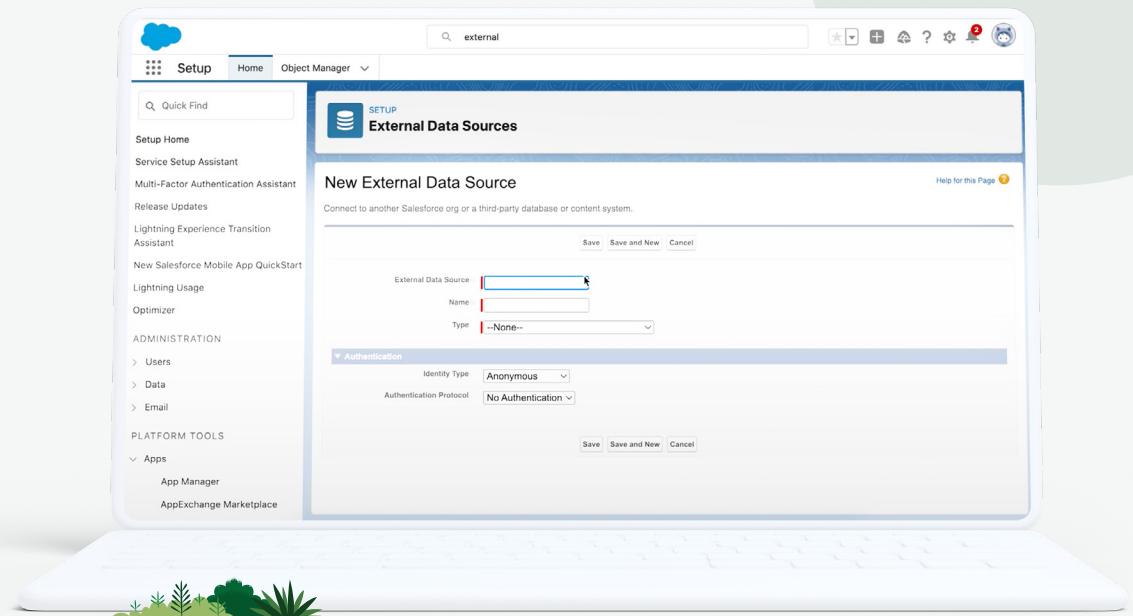 external
2
Setup
Home
Object Manager
Quick Find
Setup Home
Service Setup Assistant
Multi-Factor Authentication Assistant
Release Updates
Lightning Experience Transition
Assistant
New Salesforce Mobile App QuickStart
Lightning Usage
Optimizer
ADMINISTRATION
Users
Data
Email
PLATFORM TOOLS
Apps
App Manager
AppExchange Marketplace
SETUP
External Data Sources
New External Data Source
Help for this Page ?
Connect to another Salesforce org or a third-party database or content system.
Save Save and New Cancel
External Data Source
Name
Type --None--
Authentication
Identity Type Anonymous
Authentication Protocol No Authentication
Save Save and New Cancel